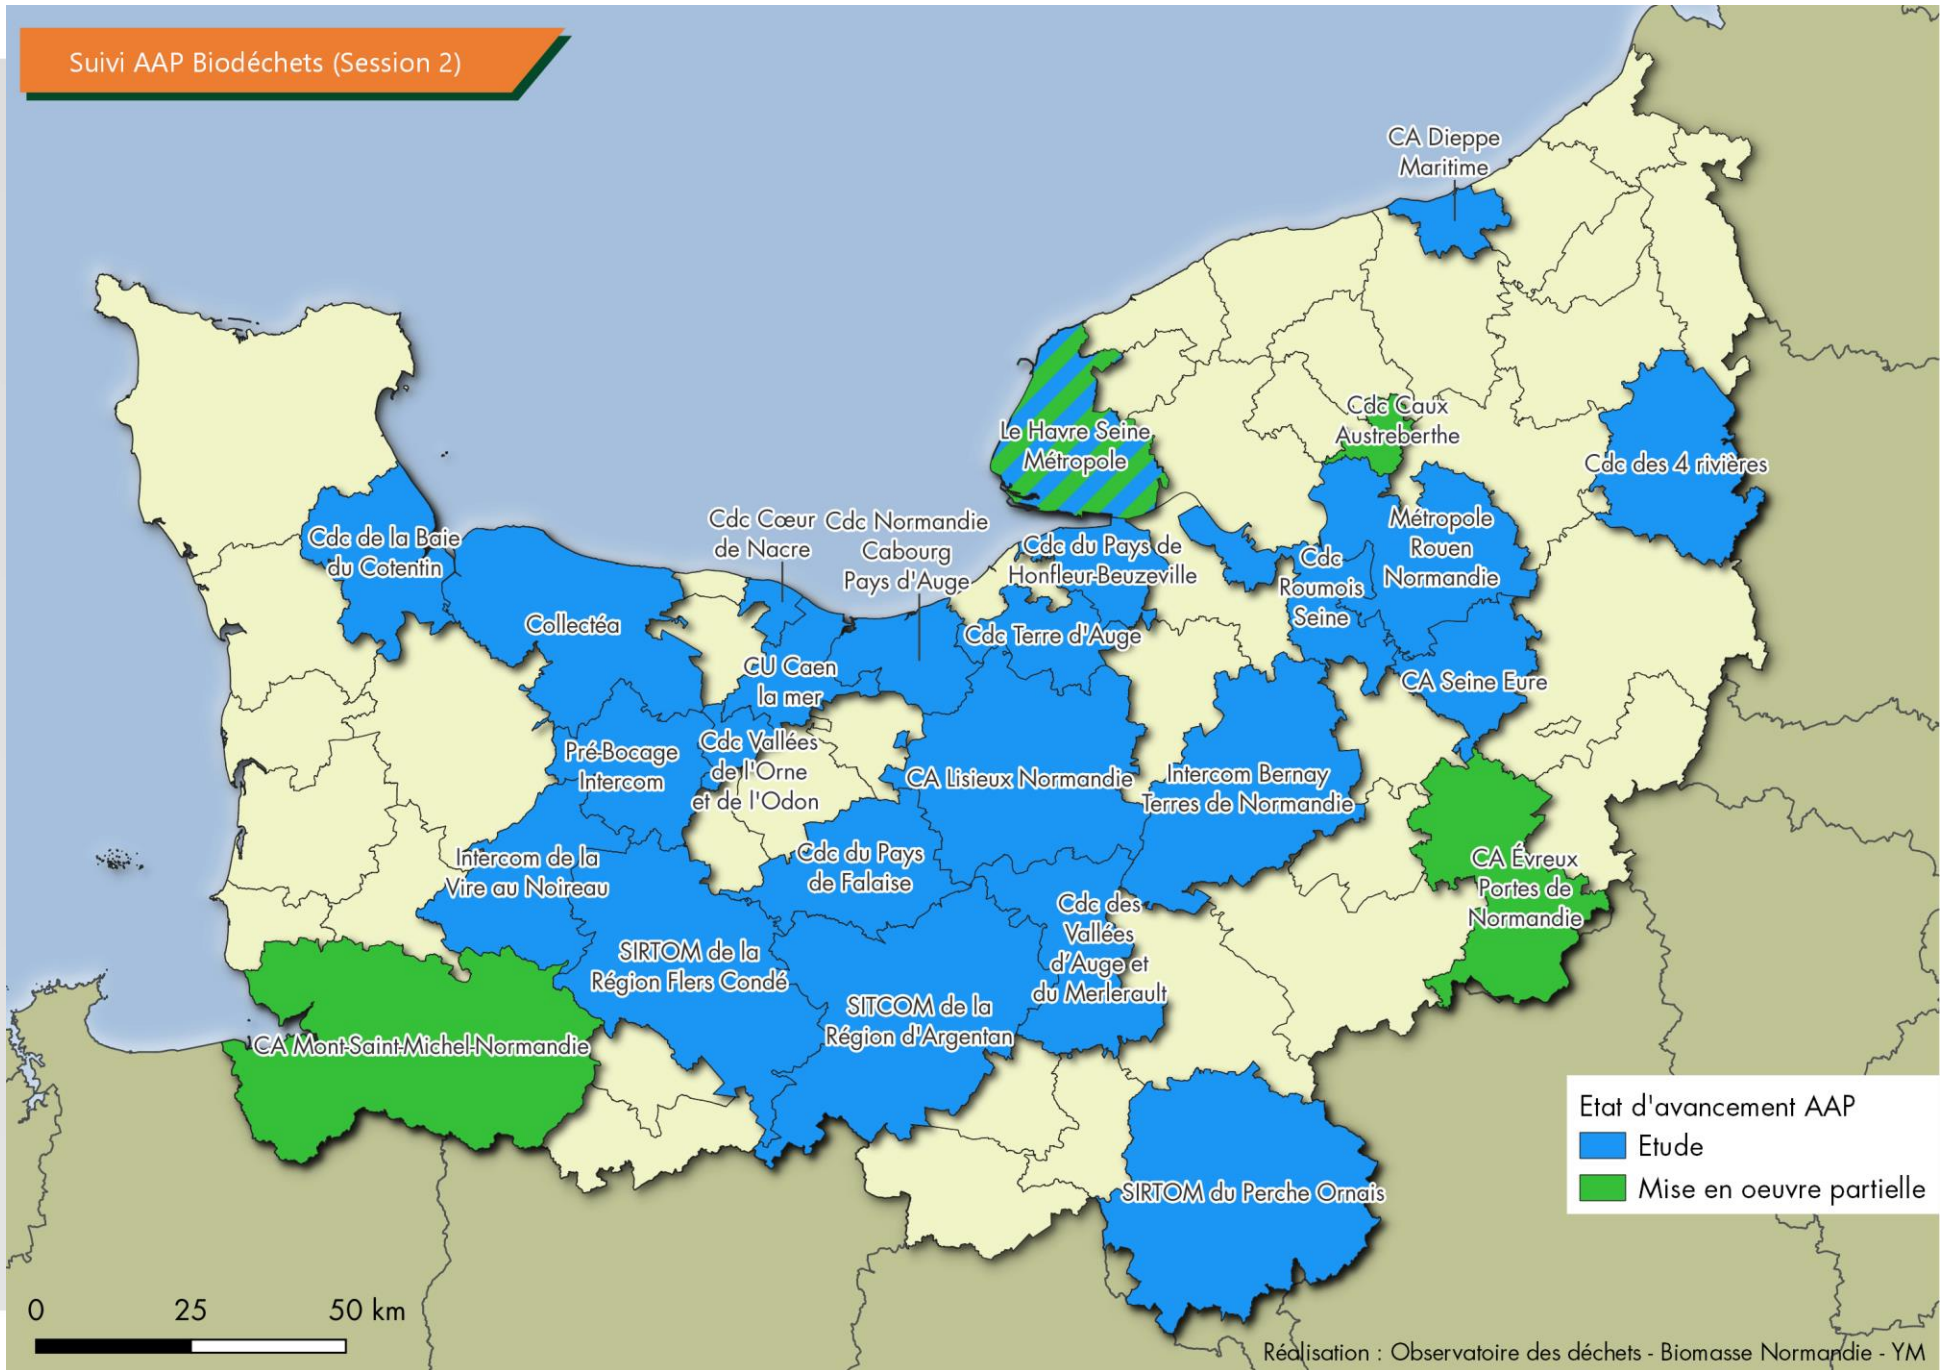 Suivi AAP Biodéchets (Session 2)
CA Dieppe
Maritime
Cdc Caux
Austreberthe
Le Havre Seine
Métropole
Cdc des 4 rivières
Cdc de la Baie
du Cotentin
Cdc Cœur
de Nacre
Cdc Normandie
Cabourg
Pays d'Auge
Cdc du Pays de
Honfleur-Beuzeville
Cdc
Roumois
Seine
Métropole
Rouen
Normandie
Collectéa
Cdc Terre d'Auge
CU Caen
la mer
CA Seine Eure
Pré-Bocage
Intercom
Cdc Vallées
de l'Orne
et de l'Odon
CA Lisieux Normandie
Intercom Bernay
Terres de Normandie
Intercom de la
Vire au Noireau
Cdc du Pays
de Falaise
CA Évreux
Portes de
Normandie
Cdc des
Vallées
d'Auge et
du Merlerault
SIRTOM de la
Région Flers Condé
SITCOM de la
Région d'Argentan
CA Mont-Saint-Michel-Normandie
SIRTOM du Perche Ornais
Etat d'avancement AAP
Etude
Mise en oeuvre partielle
0 25 50 km
Réalisation : Observatoire des déchets - Biomasse Normandie - YM